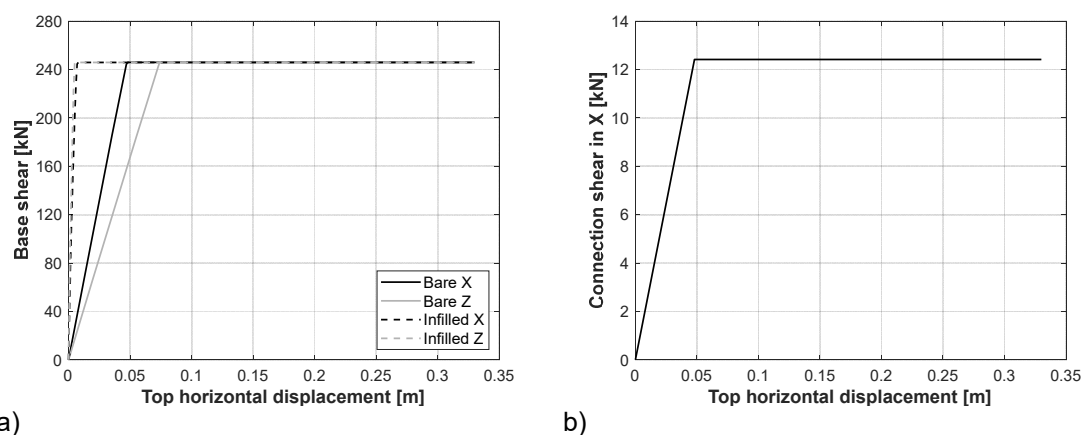 280
240
200
160
120
80
40
0
Base shear [kN]
0 0.05 0.1 0.15 0.2 0.25 0.3 0.35
Top horizontal displacement [m]
Bare X
Bare Z
Infilled X
Infilled Z
a)
14
12
10
8
6
4
2
0
Connection shear in X [kN]
0 0.05 0.1 0.15 0.2 0.25 0.3 0.35
Top horizontal displacement [m]
b)